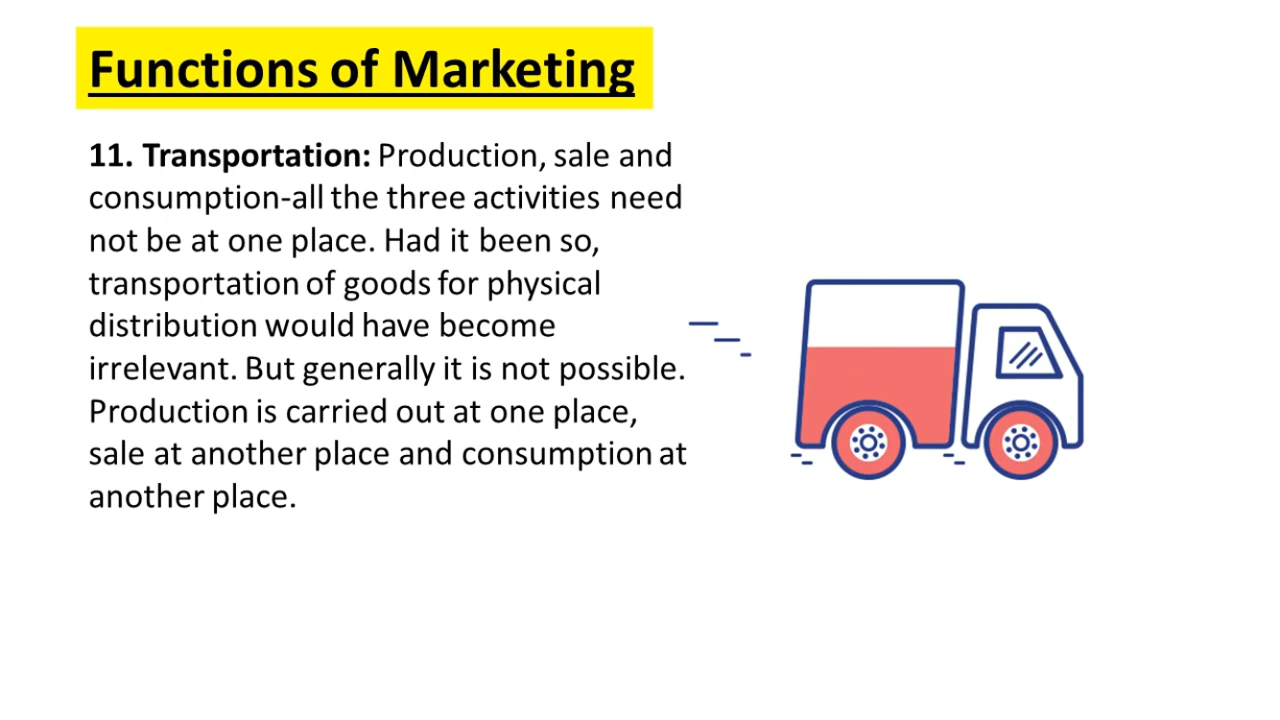 Functions of Marketing
11. Transportation: Production, sale and
consumption-all the three activities need
not be at one place. Had it been so,
transportation of goods for physical
distribution would have become
irrelevant. But generally it is not possible.
Production is carried out at one place,
sale at another place and consumption at
another place.